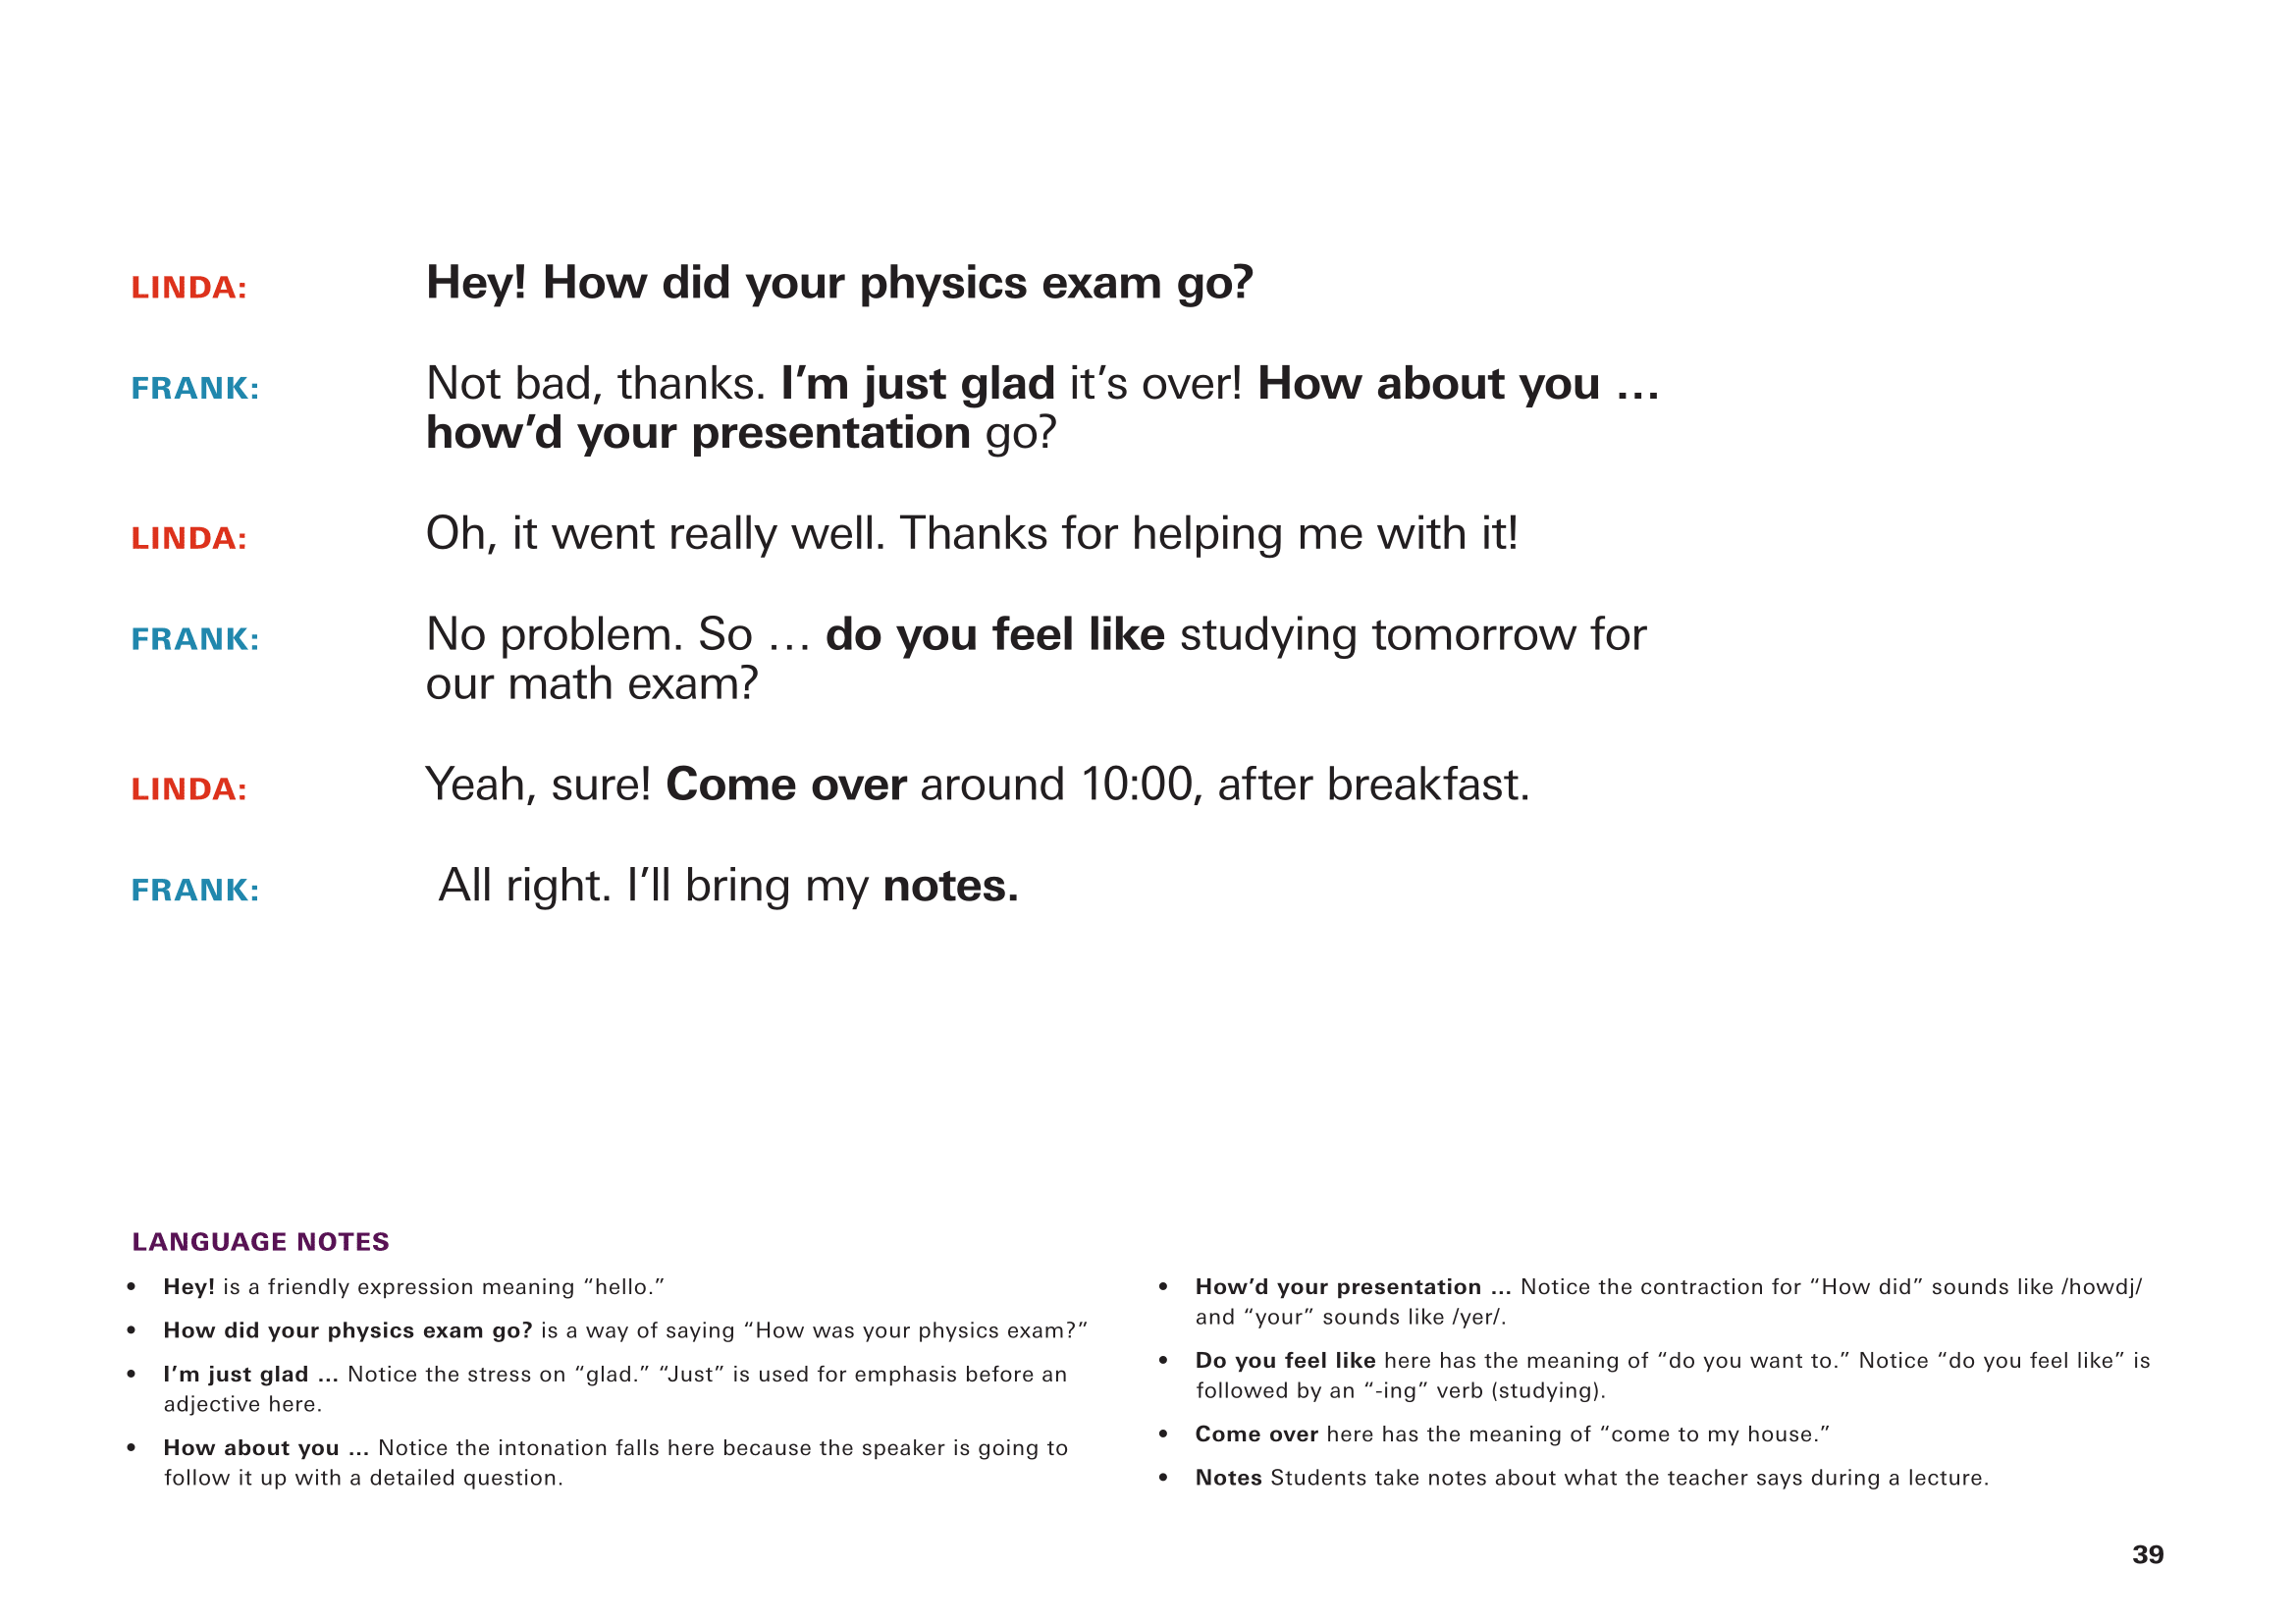 LINDA: Hey! How did your physics exam go?
FRANK: Not bad, thanks. I’m just glad it’s over! How about you …
how’d your presentation go?
LINDA: Oh, it went really well. Thanks for helping me with it!
FRANK: No problem. So … do you feel like studying tomorrow for
our math exam?
LINDA: Yeah, sure! Come over around 10:00, after breakfast.
FRANK: All right. I’ll bring my notes.
LANGUAGE NOTES
• Hey! is a friendly expression meaning “hello.”
• How did your physics exam go? is a way of saying “How was your physics exam?”
• I’m just glad … Notice the stress on “glad.” “Just” is used for emphasis before an
adjective here.
• How about you … Notice the intonation falls here because the speaker is going to
follow it up with a detailed question.
• How’d your presentation … Notice the contraction for “How did” sounds like /howdj/
and “your” sounds like /yer/.
• Do you feel like here has the meaning of “do you want to.” Notice “do you feel like” is
followed by an “-ing” verb (studying).
• Come over here has the meaning of “come to my house.”
• Notes Students take notes about what the teacher says during a lecture.
39